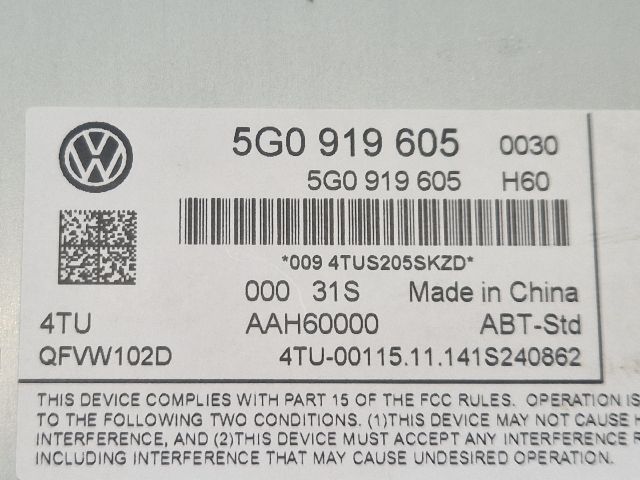 5G0 919 605 0030
5G0 919 605 H60
*009 4TUS205SKZD*
000 31S Made in China
4TU AAH60000 ABT-Std
QFVW102D 4TU-00115.11.141S240862
THIS DEVICE COMPLIES WITH PART 15 OF THE FCC RULES. OPERATION IS
TO THE FOLLOWING TWO CONDITIONS. (1)THIS DEVICE MAY NOT CAUSE
INTERFERENCE, AND (2)THIS DEVICE MUST ACCEPT ANY INTERFERENCE
INCLUDING INTERFERENCE THAT MAY CAUSE UNDESIRED OPERATION.